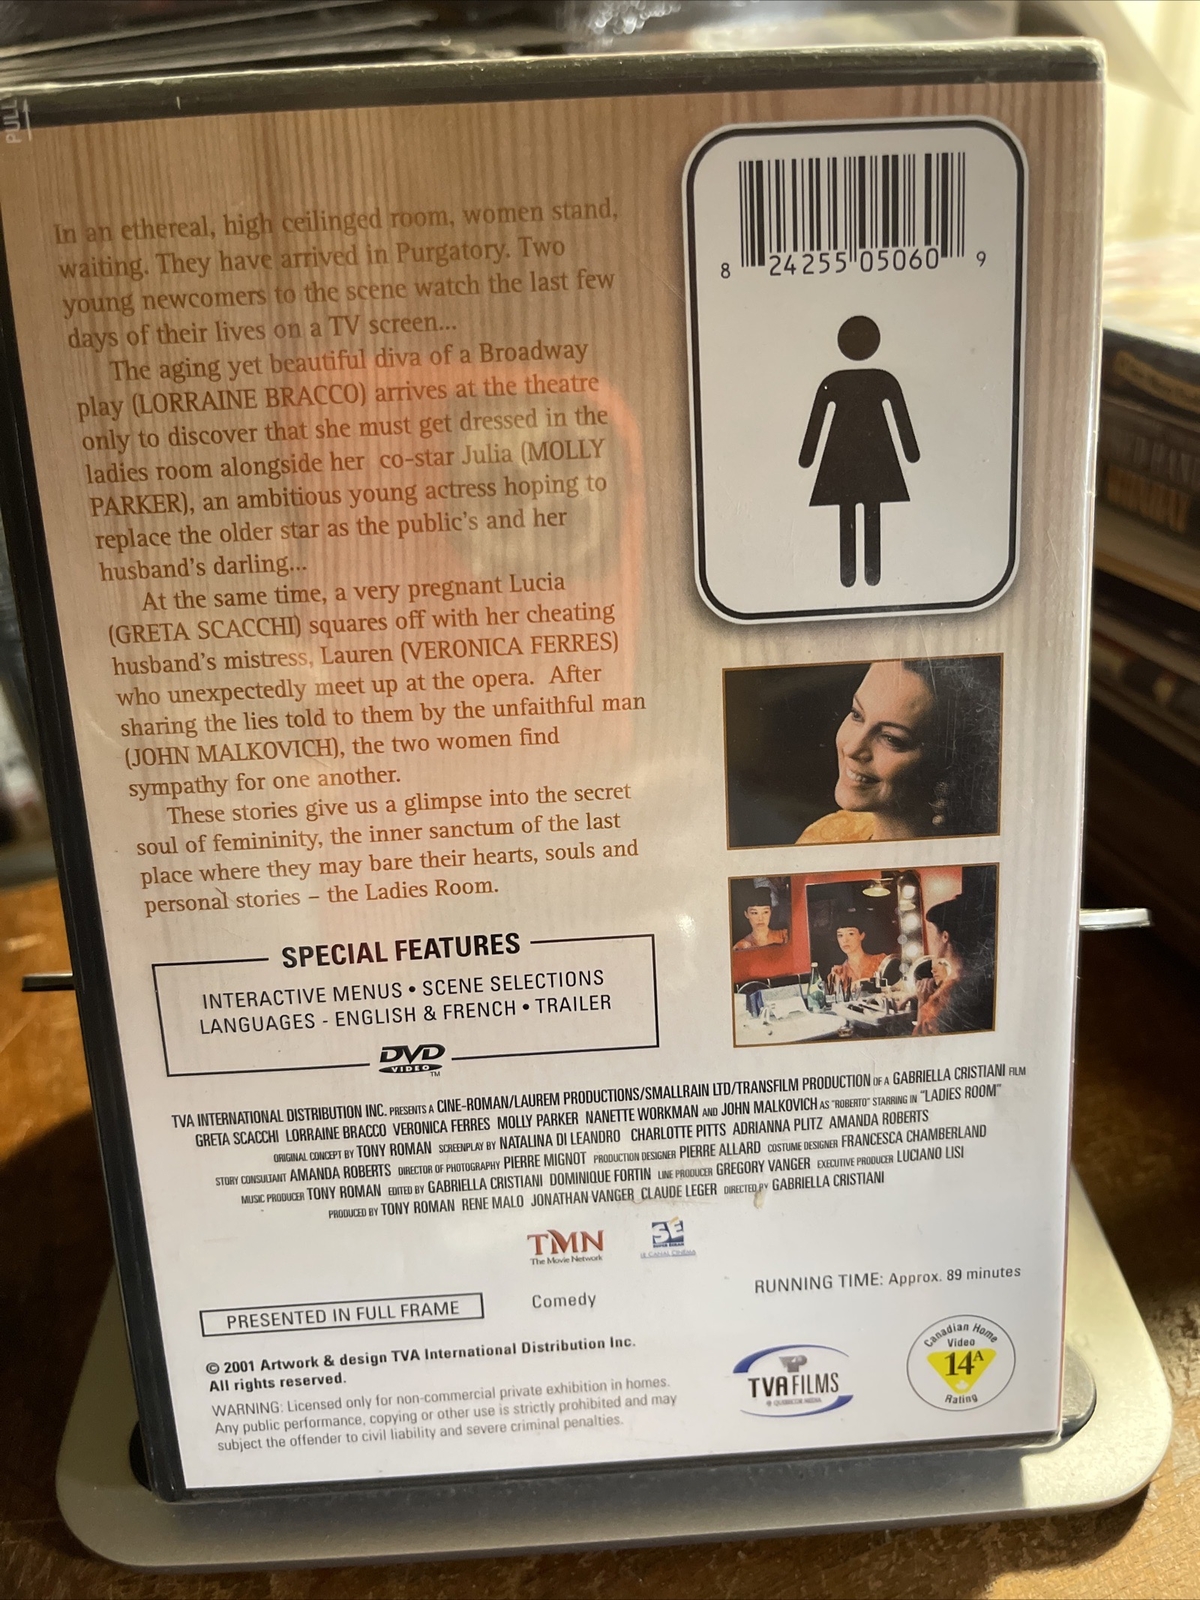 PULL
In an ethereal, high ceilinged room, women stand,
waiting. They have arrived in Purgatory. Two
young newcomers to the scene watch the last few
days of their lives on a TV screen...
The aging yet beautiful diva of a Broadway
play (LORRAINE BRACCO) arrives at the theatre
only to discover that she must get dressed in the
ladies room alongside her co-star Julia (MOLLY
PARKER), an ambitious young actress hoping to
replace the older star as the public's and her
husband's darling...
At the same time, a very pregnant Lucia
(GRETA SCACCHI) squares off with her cheating
husband's mistress, Lauren (VERONICA FERRES)
who unexpectedly meet up at the opera. After
sharing the lies told to them by the unfaithful man
(JOHN MALKOVICH), the two women find
sympathy for one another.
These stories give us a glimpse into the secret
soul of femininity, the inner sanctum of the last
place where they may bare their hearts, souls and
personal stories – the Ladies Room.
8 24255 05060 9
SPECIAL FEATURES
INTERACTIVE MENUS • SCENE SELECTIONS
LANGUAGES - ENGLISH & FRENCH • TRAILER
DVD
VIDEO TM
TVA INTERNATIONAL DISTRIBUTION INC. PRESENTS A CINE-ROMAN/LAUREM PRODUCTIONS/SMALLRAIN LTD/TRANSFILM PRODUCTION OF A GABRIELLA CRISTIANI FILM
GRETA SCACCHI LORRAINE BRACCO VERONICA FERRES MOLLY PARKER NANETTE WORKMAN AND JOHN MALKOVICH AS "ROBERTO" STARRING IN "LADIES ROOM"
ORIGINAL CONCEPT BY TONY ROMAN SCREENPLAY BY NATALINA DI LEANDRO CHARLOTTE PITTS ADRIANNA PLITZ AMANDA ROBERTS
STORY CONSULTANT AMANDA ROBERTS DIRECTOR OF PHOTOGRAPHY PIERRE MIGNOT PRODUCTION DESIGNER PIERRE ALLARD COSTUME DESIGNER FRANCESCA CHAMBERLAND
MUSIC PRODUCER TONY ROMAN EDITED BY GABRIELLA CRISTIANI DOMINIQUE FORTIN LINE PRODUCER GREGORY VANGER EXECUTIVE PRODUCER LUCIANO LISI
PRODUCED BY TONY ROMAN RENE MALO JONATHAN VANGER CLAUDE LEGER DIRECTED BY GABRIELLA CRISTIANI
TMN
The Movie Network
SÉ
SUPER ÉCRAN
PRESENTED IN FULL FRAME
Comedy
RUNNING TIME: Approx. 89 minutes
© 2001 Artwork & design TVA International Distribution Inc.
All rights reserved.
WARNING: Licensed only for non-commercial private exhibition in homes.
Any public performance, copying or other use is strictly prohibited and may
subject the offender to civil liability and severe criminal penalties.
TVA FILMS
QUEBECOR MEDIA
Canadian Home
Video
14A
Rating